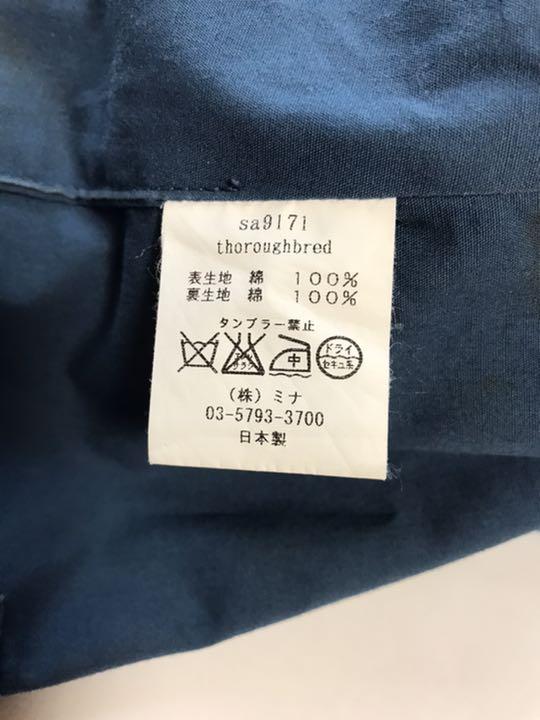 sa9171
thoroughbred
表生地 綿 100%
裏生地 綿 100%
タンブラー禁止
中 ドライ
セキユ系
(株)ミナ
03-5793-3700
日本製